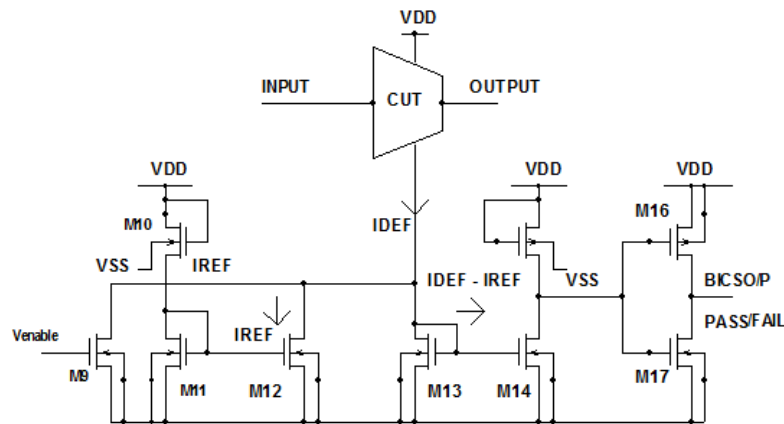 VDD
INPUT
CUT
OUTPUT
VDD
VDD
VDD
M10
M16
IDEF
VSS
IREF
IDEF - IREF
VSS
BICSO/P
IREF
PASS/FAIL
Venable
M9
M11
M12
M13
M14
M17